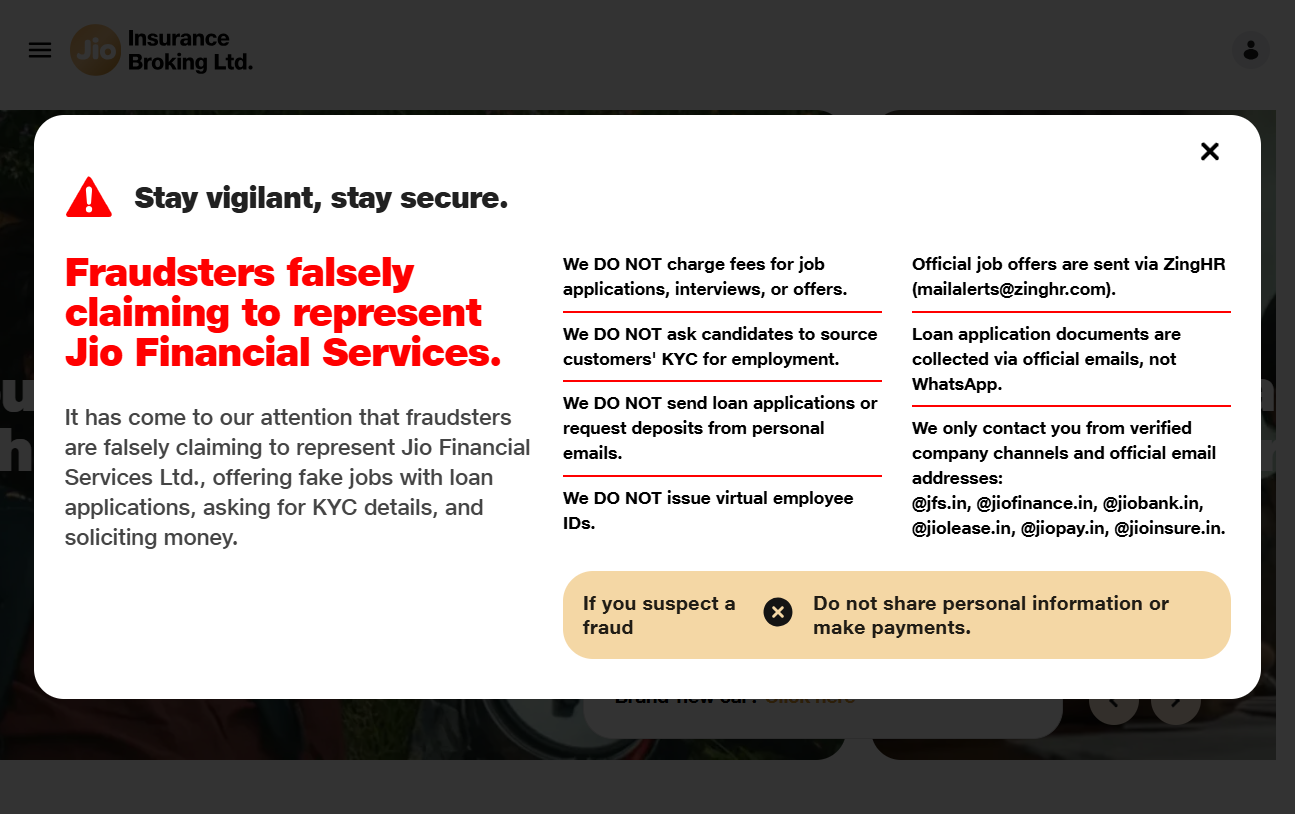 Jio
Insurance
Broking Ltd.
Stay vigilant, stay secure.
Fraudsters falsely
claiming to represent
Jio Financial Services.
It has come to our attention that fraudsters
are falsely claiming to represent Jio Financial
Services Ltd., offering fake jobs with loan
applications, asking for KYC details, and
soliciting money.
We DO NOT charge fees for job
applications, interviews, or offers.
We DO NOT ask candidates to source
customers' KYC for employment.
We DO NOT send loan applications or
request deposits from personal
emails.
We DO NOT issue virtual employee
IDs.
Official job offers are sent via ZingHR
(mailalerts@zinghr.com).
Loan application documents are
collected via official emails, not
WhatsApp.
We only contact you from verified
company channels and official email
addresses:
@jfs.in, @jiofinance.in, @jiobank.in,
@jiolease.in, @jiopay.in, @jioinsure.in.
If you suspect a
fraud
Do not share personal information or
make payments.
Click here